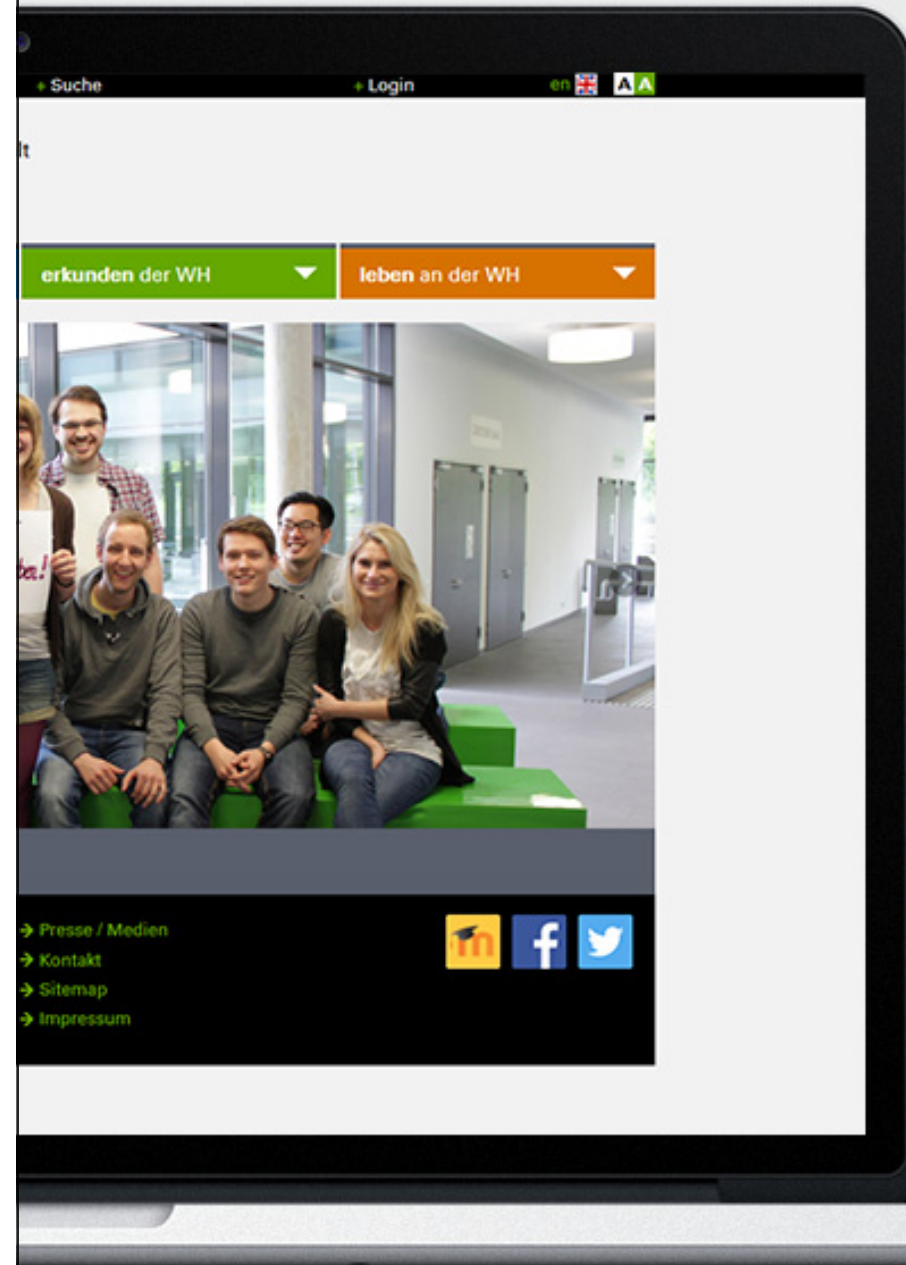 + Suche
+ Login
en
A A
lt
erkunden der WH
leben an der WH
→ Presse / Medien
→ Kontakt
→ Sitemap
→ Impressum